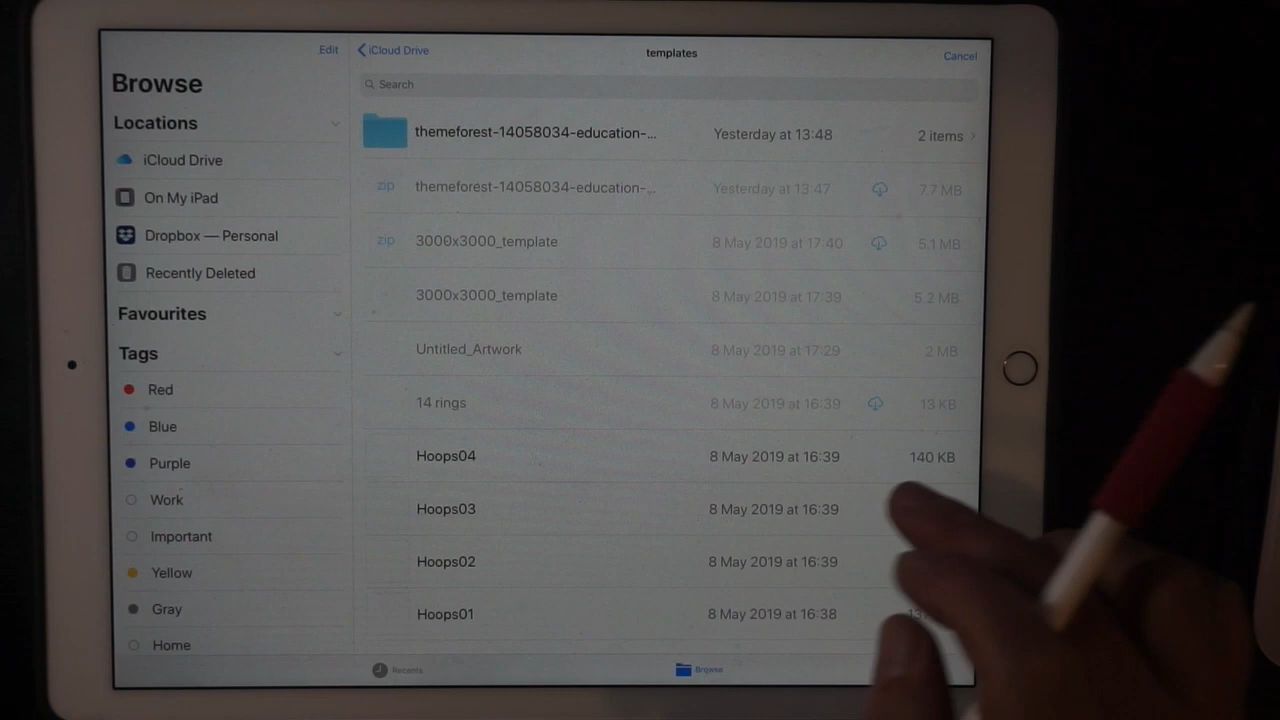 Edit
Browse
Locations
iCloud Drive
On My iPad
Dropbox — Personal
Recently Deleted
Favourites
Tags
Red
Blue
Purple
Work
Important
Yellow
Gray
Home
iCloud Drive
templates
Cancel
Search
themeforest-14058034-education-... Yesterday at 13:48 2 items
zip themeforest-14058034-education-... Yesterday at 13:47 7.7 MB
zip 3000x3000_template 8 May 2019 at 17:40 5.1 MB
3000x3000_template 8 May 2019 at 17:39 5.2 MB
Untitled_Artwork 8 May 2019 at 17:29 2 MB
14 rings 8 May 2019 at 16:39 13 KB
Hoops04 8 May 2019 at 16:39 140 KB
Hoops03 8 May 2019 at 16:39
Hoops02 8 May 2019 at 16:39
Hoops01 8 May 2019 at 16:38
Recents
Browse